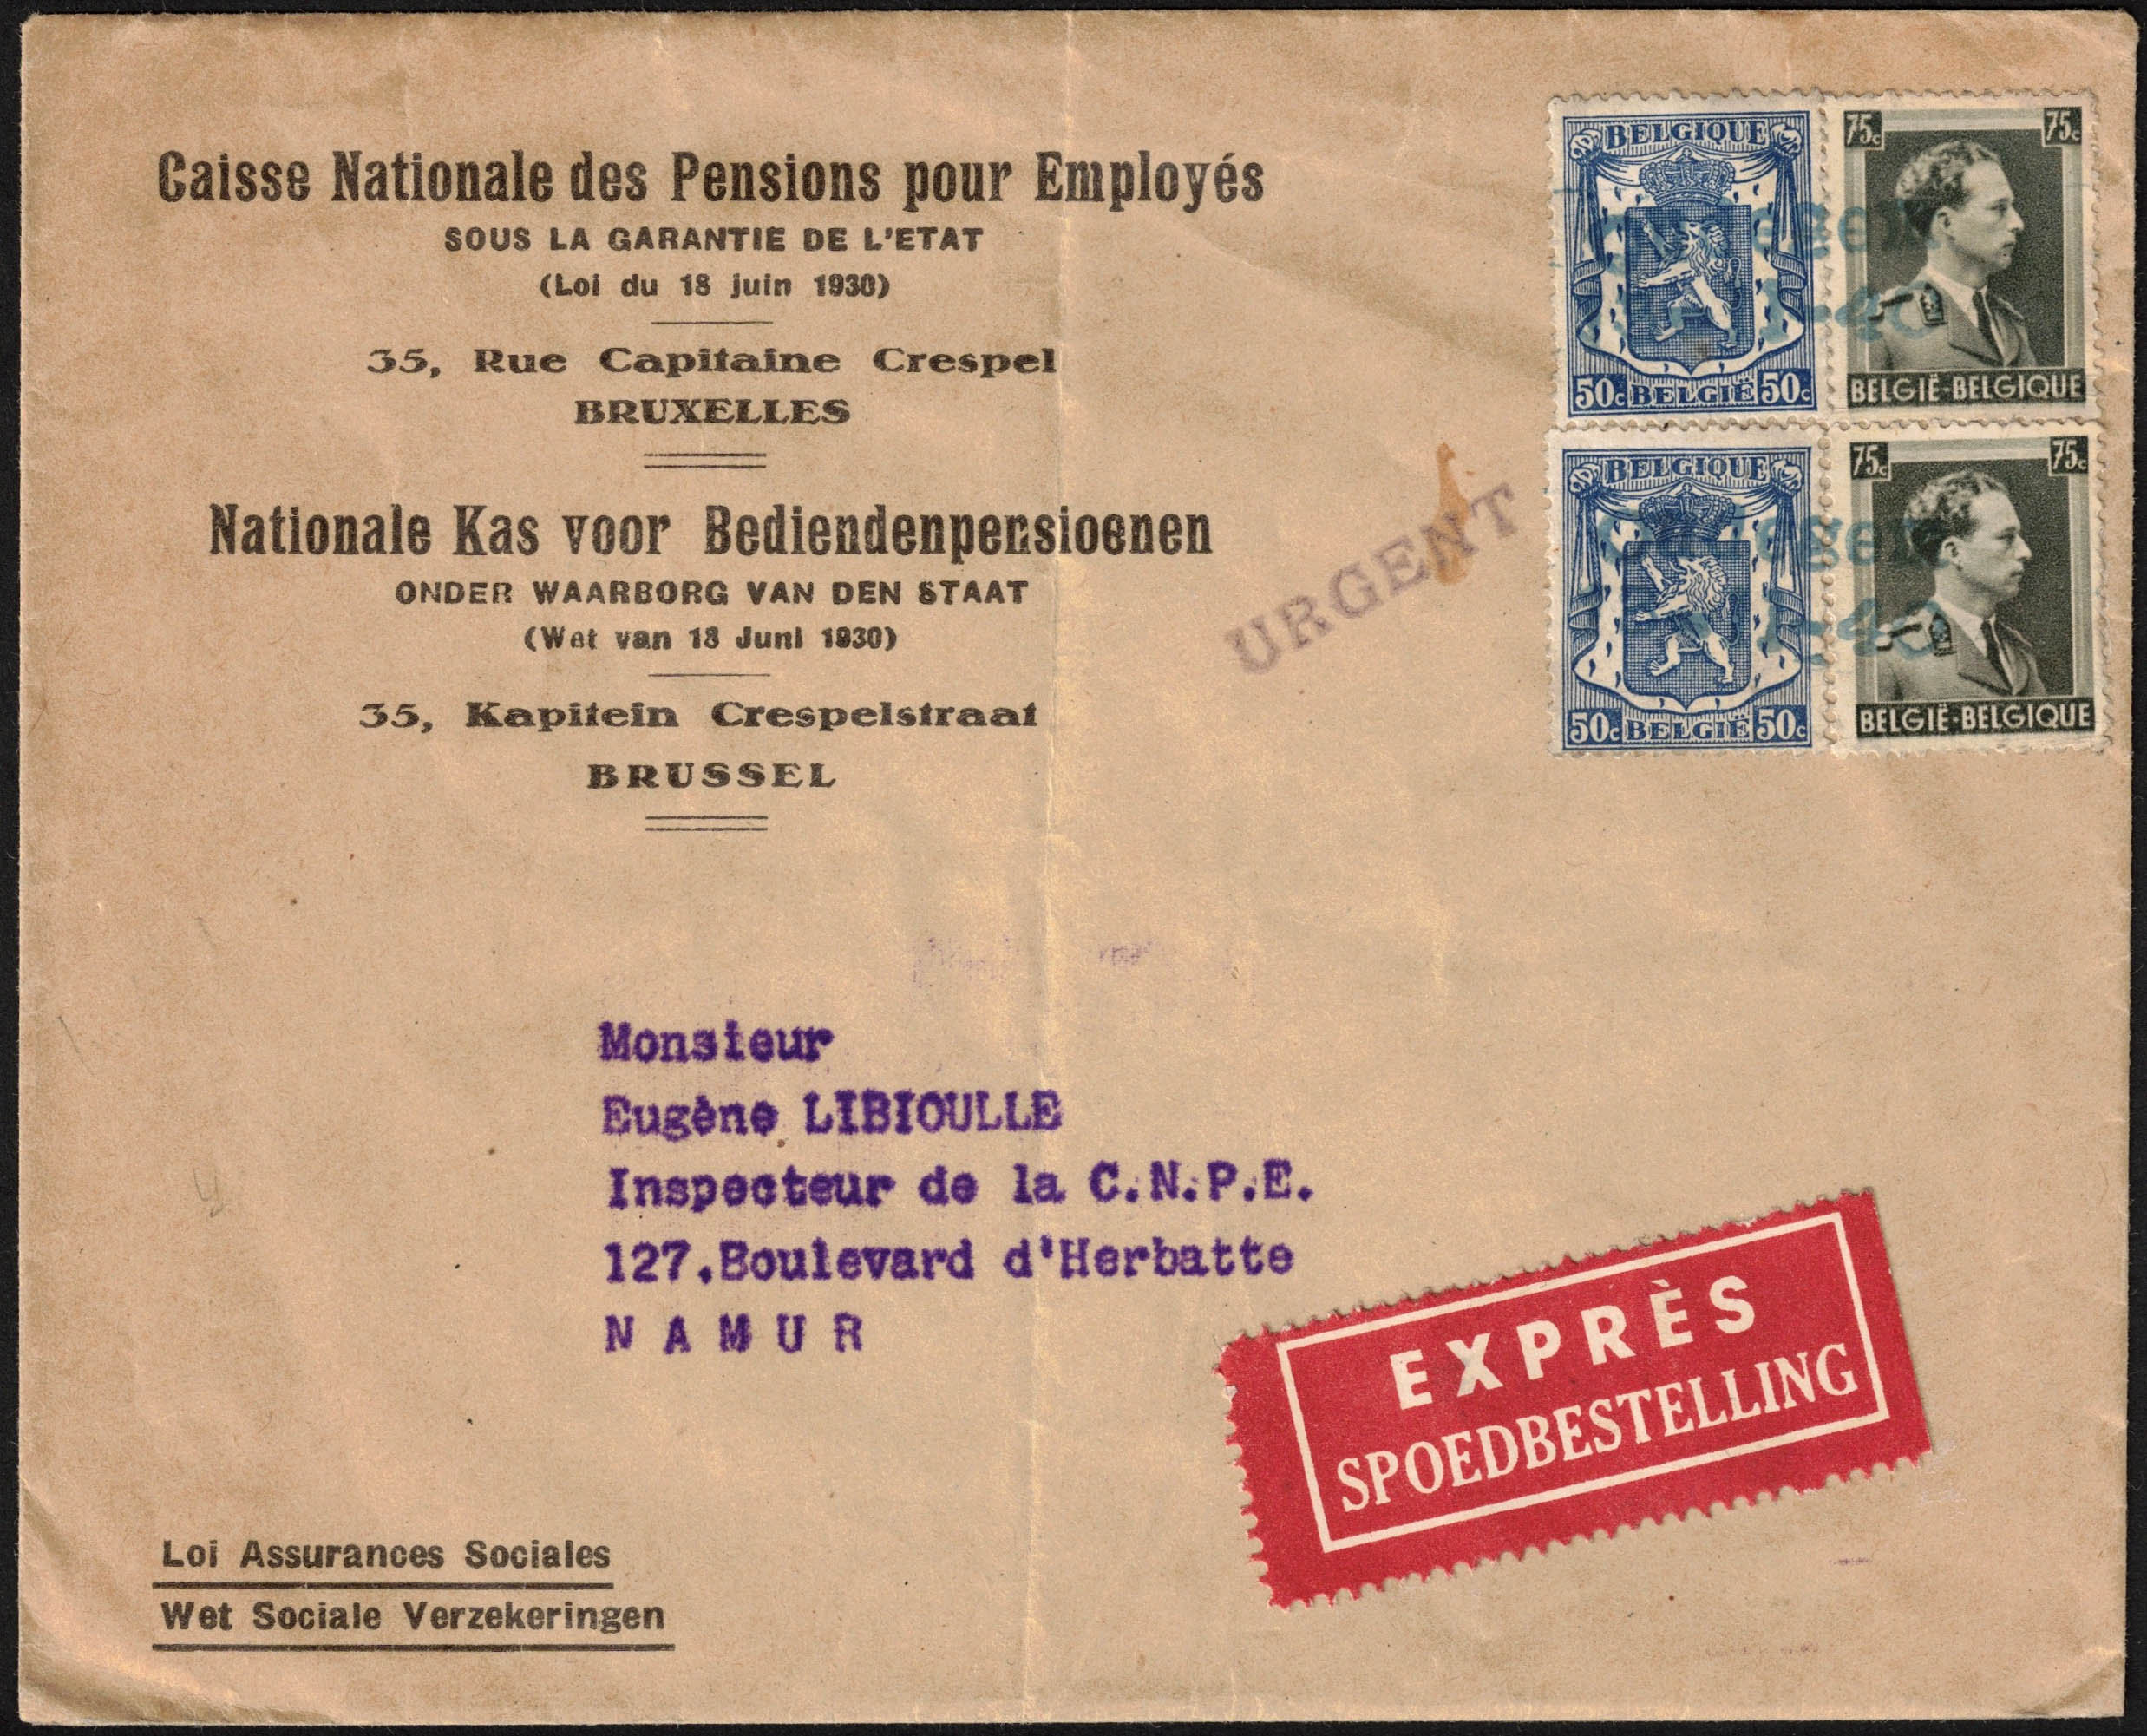 Caisse Nationale des Pensions pour Employés
SOUS LA GARANTIE DE L'ETAT
(Loi du 18 juin 1930)
35, Rue Capitaine Crespel
BRUXELLES
Nationale Kas voor Bediendenpensioenen
ONDER WAARBORG VAN DEN STAAT
(Wet van 18 Juni 1930)
35, Kapitein Crespelstraat
BRUSSEL
URGENT
BELGIQUE
50c BELGIË 50c
75c 75c
BELGIË-BELGIQUE
BELGIQUE
50c BELGIË 50c
75c 75c
BELGIË-BELGIQUE
Monsieur
Eugène LIBIOULLE
Inspecteur de la C.N.P.E.
127.Boulevard d'Herbatte
NAMUR
EXPRÈS
SPOEDBESTELLING
Loi Assurances Sociales
Wet Sociale Verzekeringen